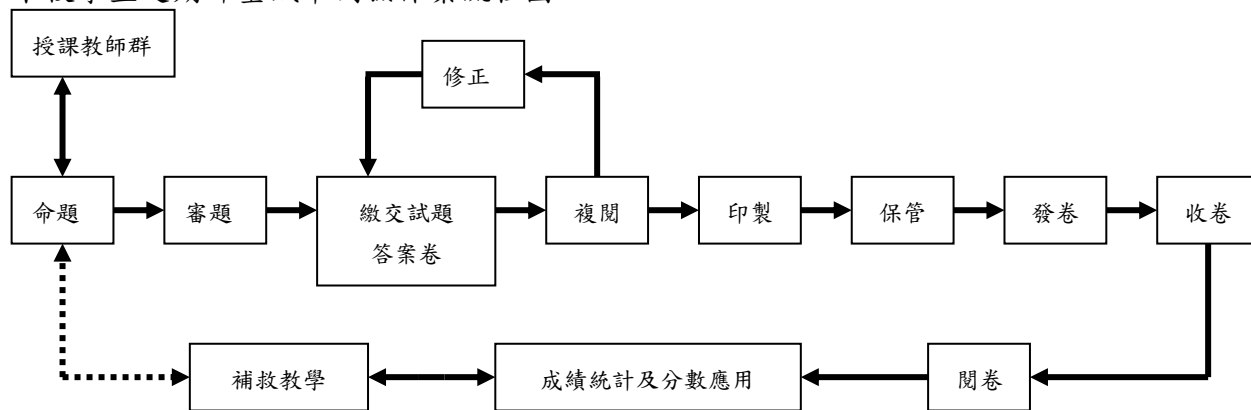 授課教師群
修正
命題
審題
繳交試題
答案卷
複閱
印製
保管
發卷
收卷
補救教學
成績統計及分數應用
閱卷